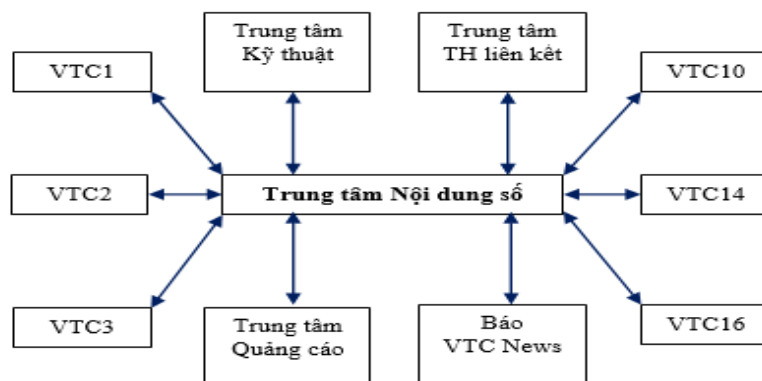 Trung tâm
Kỹ thuật
Trung tâm
TH liên kết
VTC1
VTC10
VTC2
Trung tâm Nội dung số
VTC14
VTC3
Trung tâm
Quảng cáo
Báo
VTC News
VTC16